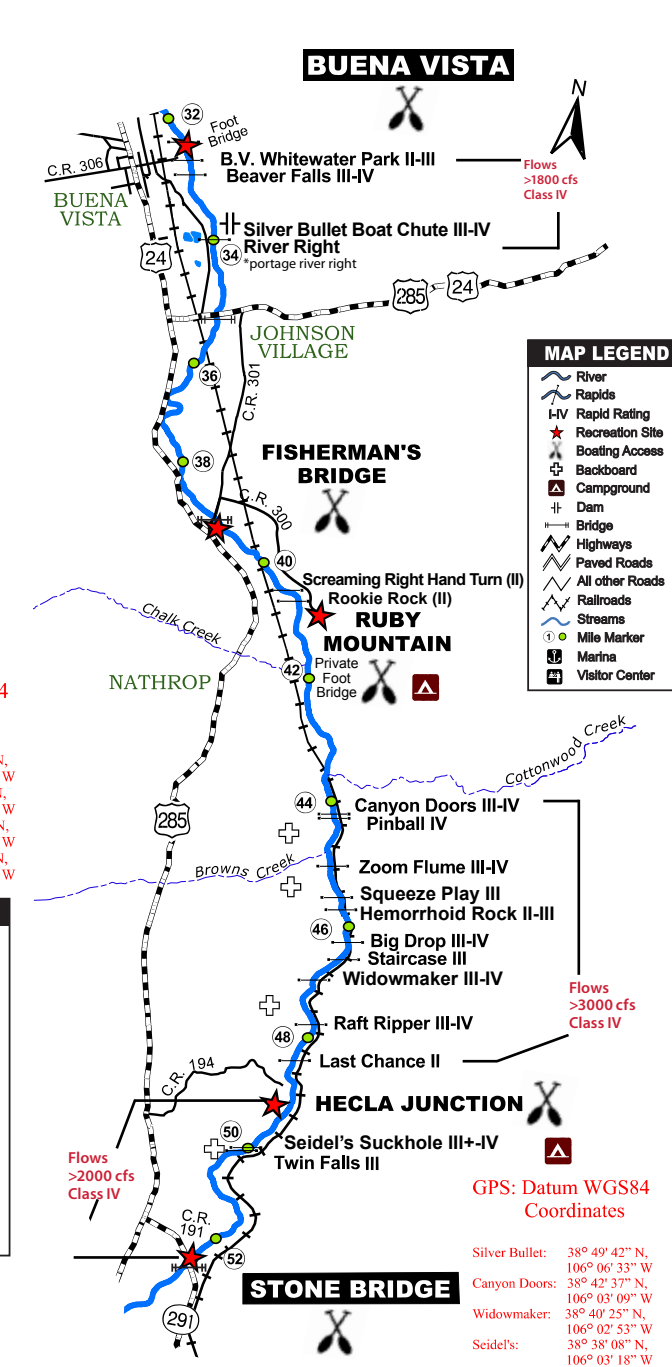 BUENA VISTA
N
32
Foot
Bridge
C.R. 306
B.V. Whitewater Park II-III
Beaver Falls III-IV
Flows
>1800 cfs
Class IV
BUENA
VISTA
Silver Bullet Boat Chute III-IV
River Right
*portage river right
34
24
285
24
JOHNSON
VILLAGE
36
C.R. 301
MAP LEGEND
River
Rapids
I-IV Rapid Rating
Recreation Site
Boating Access
Backboard
Campground
Dam
Bridge
Highways
Paved Roads
All other Roads
Railroads
Streams
1 Mile Marker
Marina
Visitor Center
38
FISHERMAN'S
BRIDGE
C.R. 300
40
Screaming Right Hand Turn (II)
Rookie Rock (II)
Chalk Creek
RUBY
MOUNTAIN
42
Private
Foot
Bridge
NATHROP
4
N,
W
N,
W
N,
W
N,
W
Cottonwood Creek
44
Canyon Doors III-IV
Pinball IV
285
Browns Creek
Zoom Flume III-IV
Squeeze Play III
Hemorrhoid Rock II-III
46
Big Drop III-IV
Staircase III
Widowmaker III-IV
Flows
>3000 cfs
Class IV
Raft Ripper III-IV
48
Last Chance II
C.R. 194
HECLA JUNCTION
50
Seidel's Suckhole III+-IV
Twin Falls III
Flows
>2000 cfs
Class IV
C.R.
191
52
291
STONE BRIDGE
GPS: Datum WGS84
Coordinates
Silver Bullet: 38° 49' 42” N,
106° 06' 33” W
Canyon Doors: 38° 42' 37” N,
106° 03' 09” W
Widowmaker: 38° 40' 25” N,
106° 02' 53” W
Seidel's: 38° 38' 08” N,
106° 03' 18” W